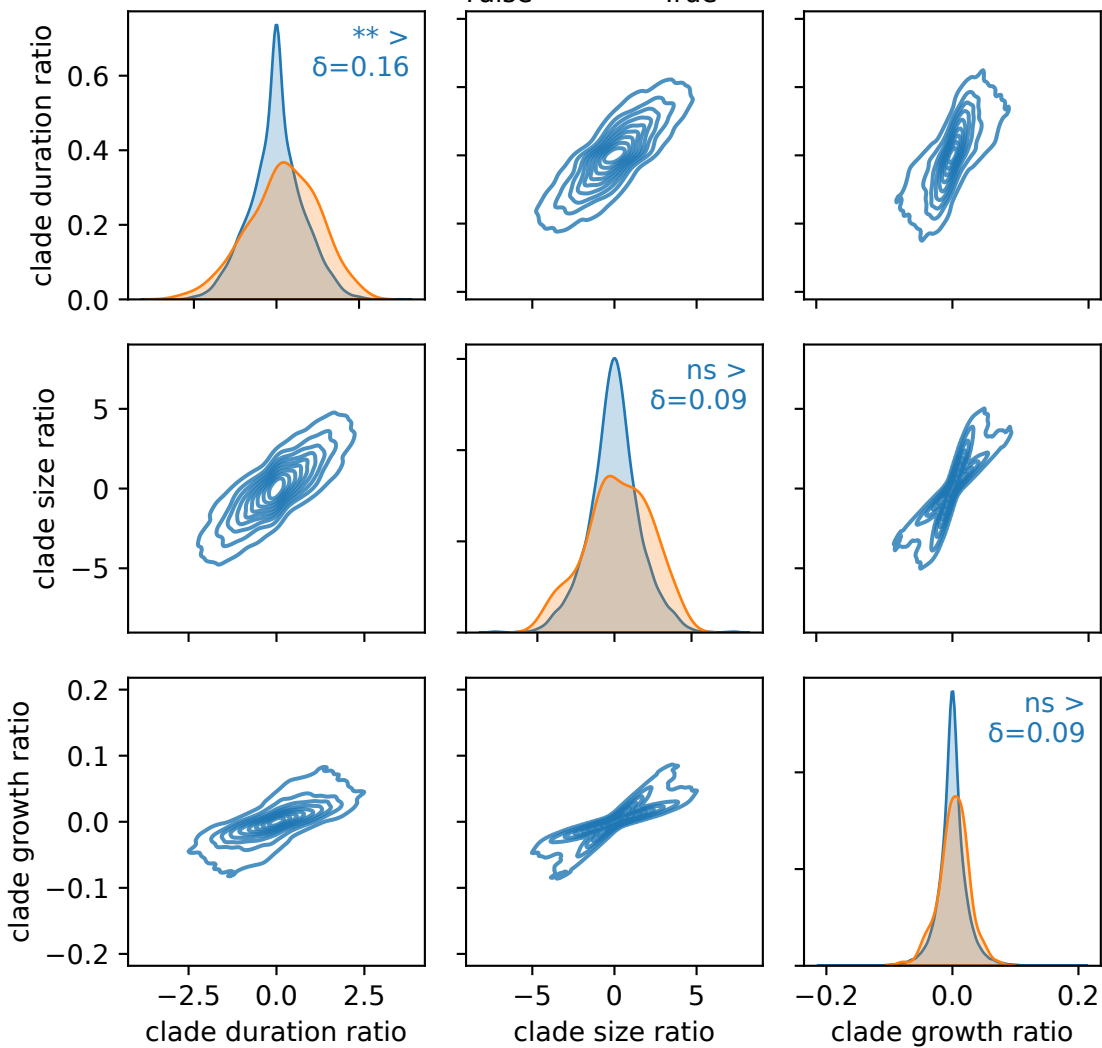 False True
clade duration ratio
0.6
0.4
0.2
0.0
** >
δ=0.16
clade size ratio
5
0
−5
ns >
δ=0.09
clade growth ratio
0.2
0.1
0.0
−0.1
−0.2
ns >
δ=0.09
−2.5 0.0 2.5
−5 0 5
−0.2 0.0 0.2
clade duration ratio
clade size ratio
clade growth ratio